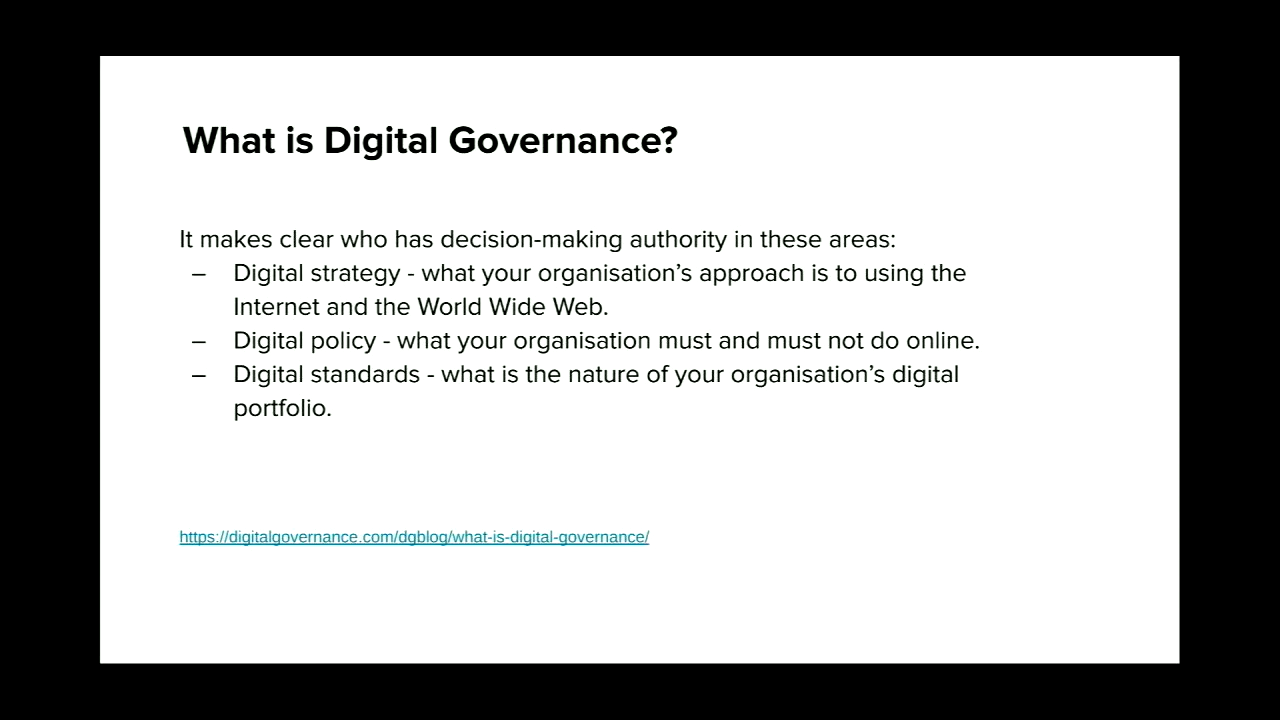 What is Digital Governance?
It makes clear who has decision-making authority in these areas:
– Digital strategy - what your organisation’s approach is to using the
Internet and the World Wide Web.
– Digital policy - what your organisation must and must not do online.
– Digital standards - what is the nature of your organisation’s digital
portfolio.
https://digitalgovernance.com/dgblog/what-is-digital-governance/